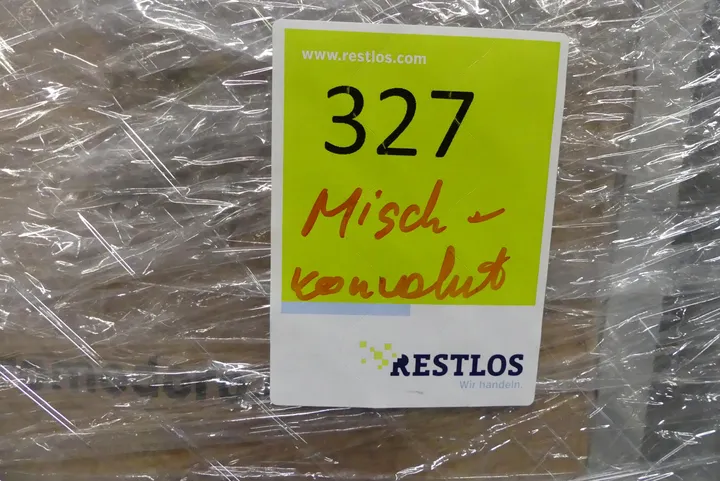 www.restlos.com
327
Misch-
konvolut
RESTLOS
Wir handeln.